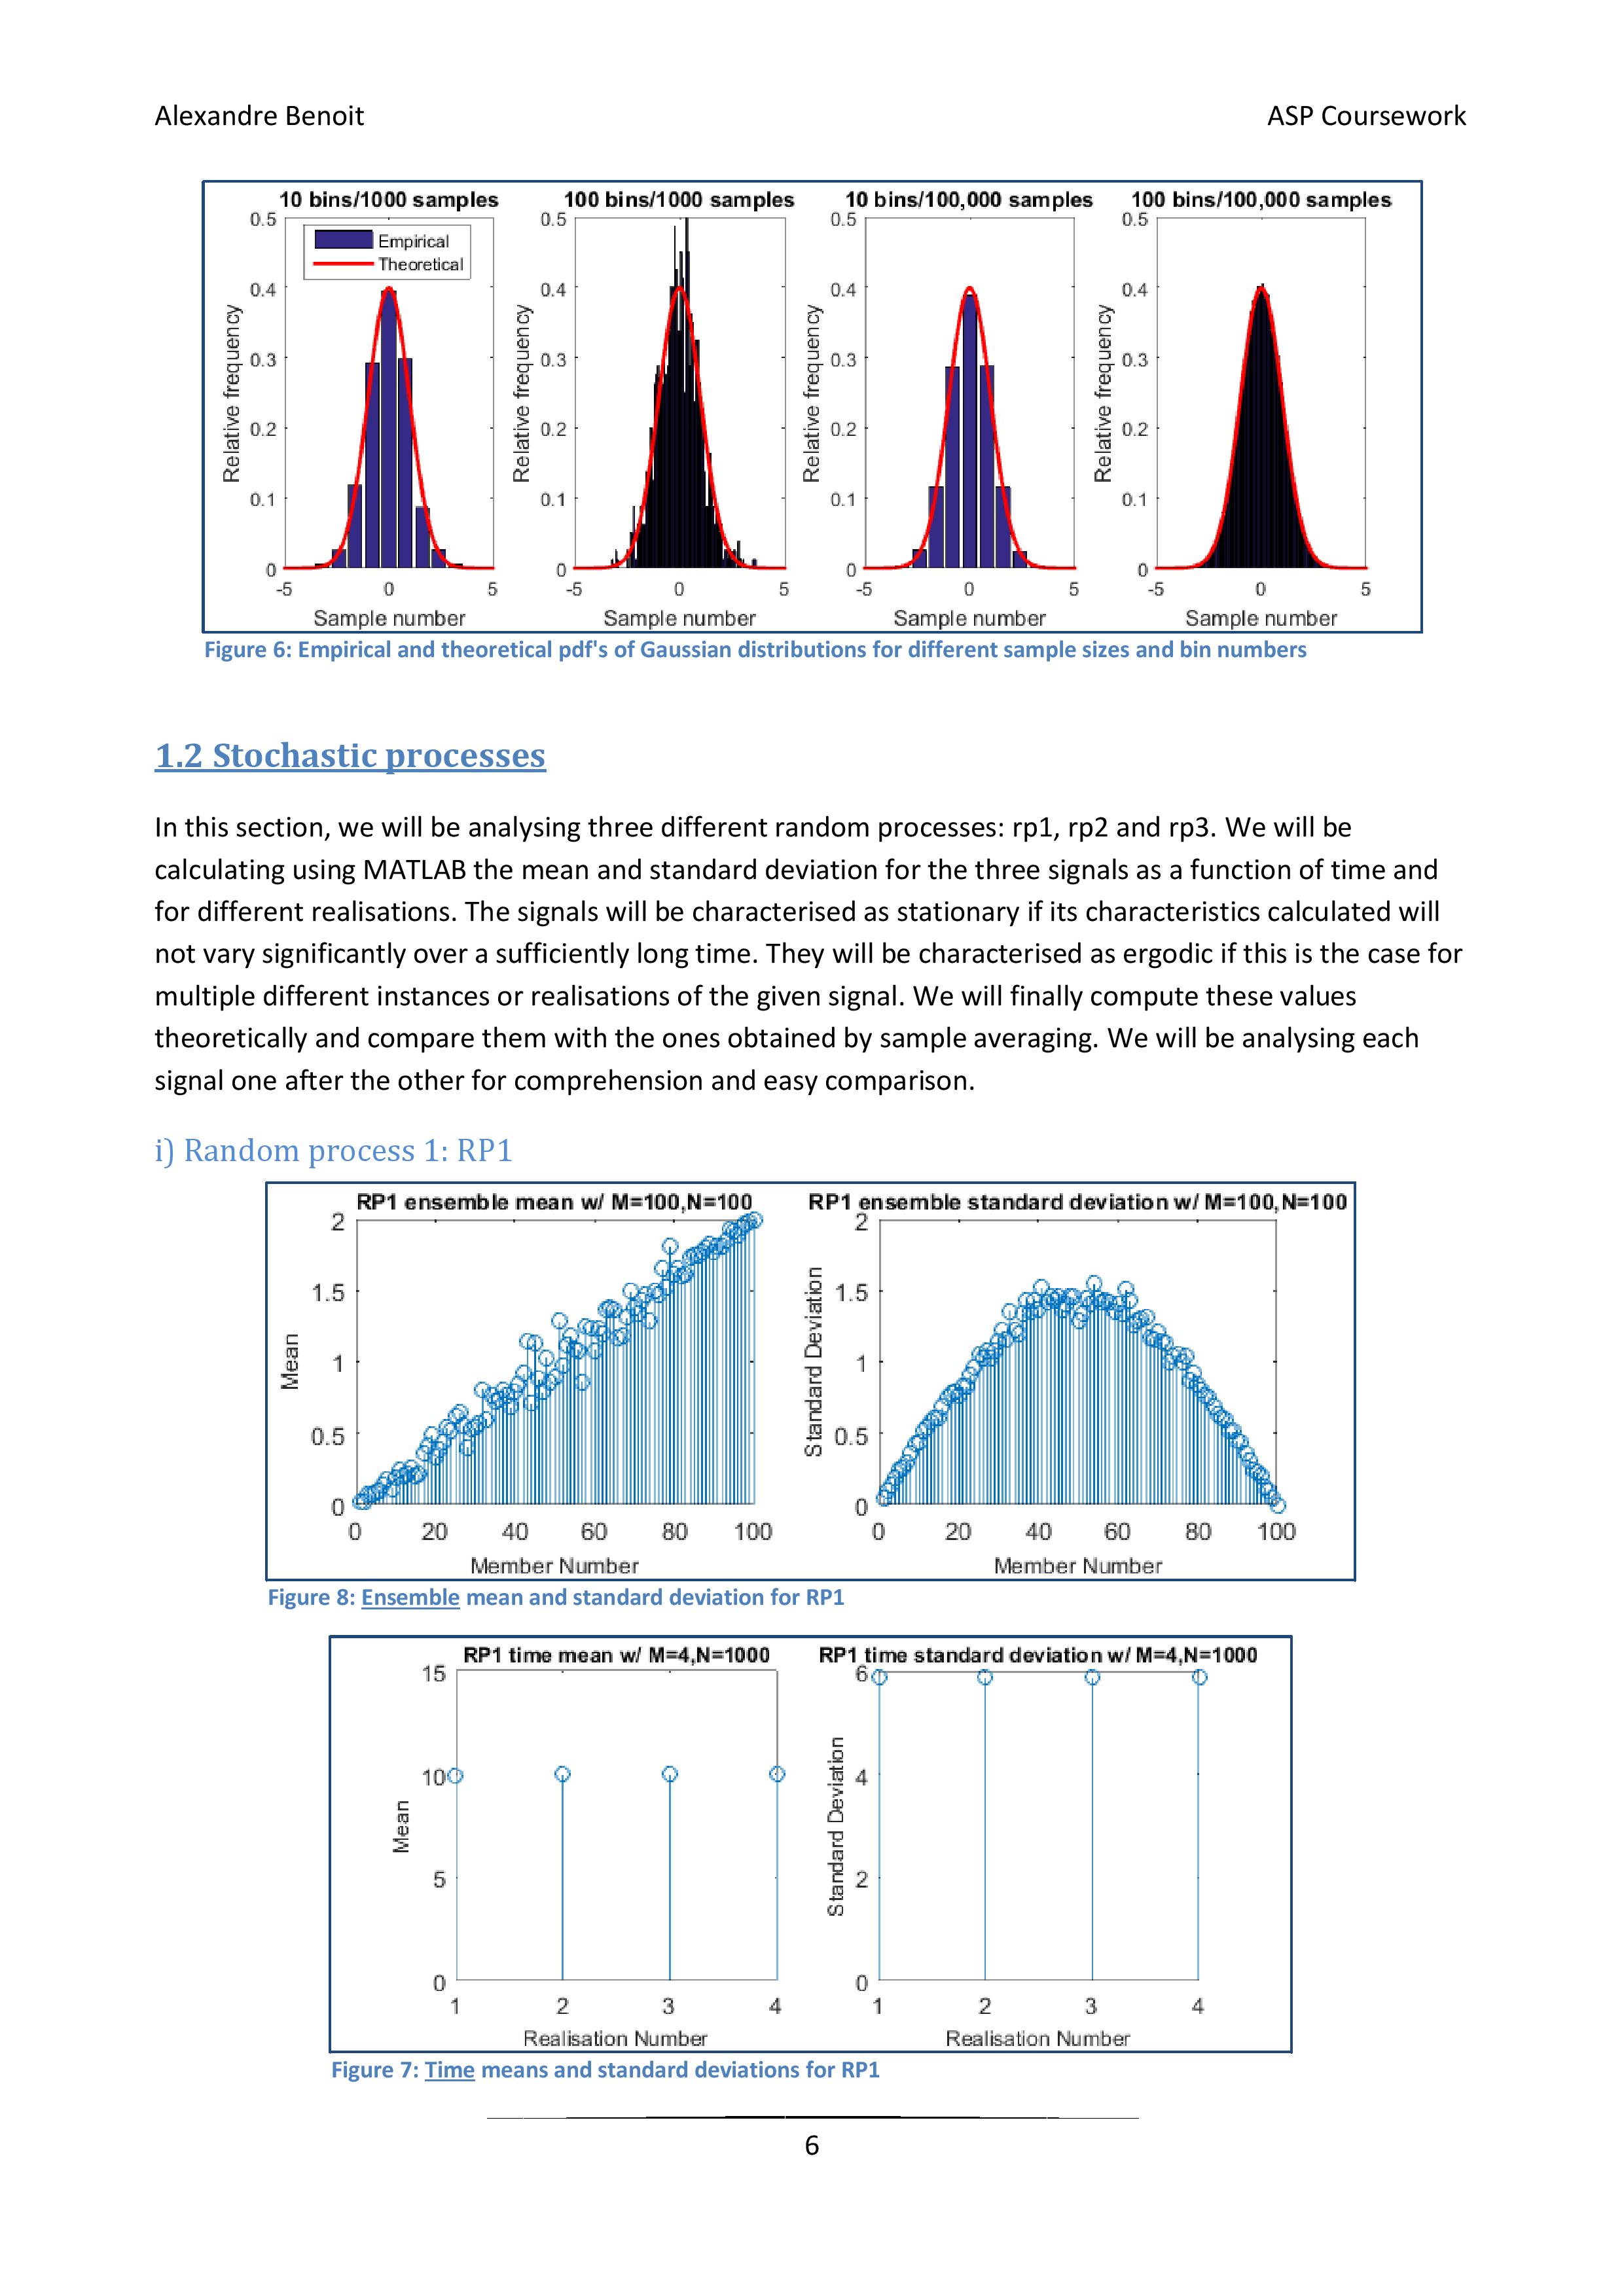 Alexandre Benoit
ASP Coursework
10 bins/1000 samples
0.5
0.4
0.3
0.2
0.1
0
Relative frequency
Empirical
Theoretical
-5 0 5
Sample number
100 bins/1000 samples
0.5
0.4
0.3
0.2
0.1
0
Relative frequency
-5 0 5
Sample number
10 bins/100,000 samples
0.5
0.4
0.3
0.2
0.1
0
Relative frequency
-5 0 5
Sample number
100 bins/100,000 samples
0.5
0.4
0.3
0.2
0.1
0
Relative frequency
-5 0 5
Sample number
Figure 6: Empirical and theoretical pdf's of Gaussian distributions for different sample sizes and bin numbers
1.2 Stochastic processes
In this section, we will be analysing three different random processes: rp1, rp2 and rp3. We will be
calculating using MATLAB the mean and standard deviation for the three signals as a function of time and
for different realisations. The signals will be characterised as stationary if its characteristics calculated will
not vary significantly over a sufficiently long time. They will be characterised as ergodic if this is the case for
multiple different instances or realisations of the given signal. We will finally compute these values
theoretically and compare them with the ones obtained by sample averaging. We will be analysing each
signal one after the other for comprehension and easy comparison.
i) Random process 1: RP1
RP1 ensemble mean w/ M=100,N=100
2
1.5
1
0.5
0
Mean
0 20 40 60 80 100
Member Number
RP1 ensemble standard deviation w/ M=100,N=100
2
1.5
1
0.5
0
Standard Deviation
0 20 40 60 80 100
Member Number
Figure 8: Ensemble mean and standard deviation for RP1
RP1 time mean w/ M=4,N=1000
15
10
5
0
Mean
1 2 3 4
Realisation Number
RP1 time standard deviation w/ M=4,N=1000
6
4
2
0
Standard Deviation
1 2 3 4
Realisation Number
Figure 7: Time means and standard deviations for RP1
6